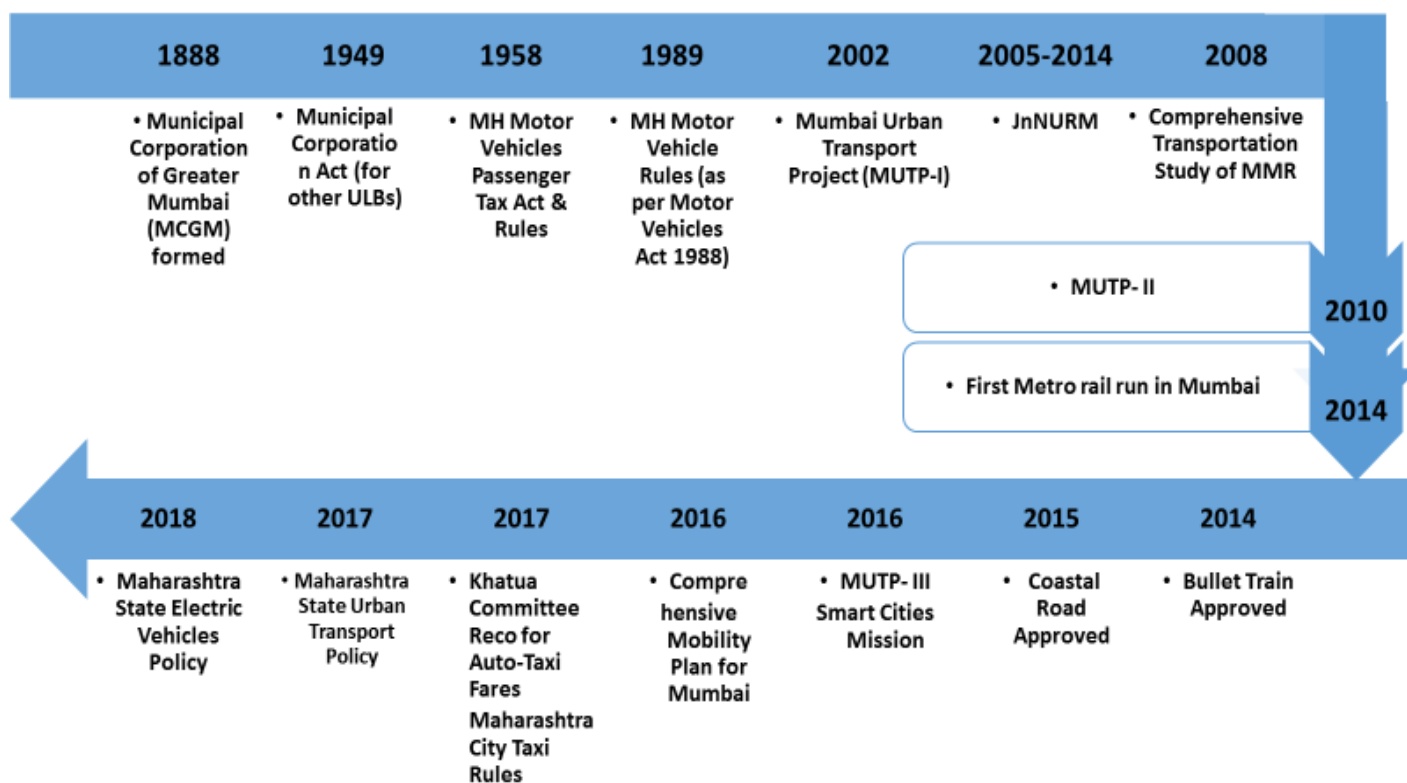 1888 1949 1958 1989 2002 2005-2014 2008
• Municipal
Corporation
of Greater
Mumbai
(MCGM)
formed
• Municipal
Corporatio
n Act (for
other ULBs)
• MH Motor
Vehicles
Passenger
Tax Act &
Rules
• MH Motor
Vehicle
Rules (as
per Motor
Vehicles
Act 1988)
• Mumbai Urban
Transport
Project (MUTP-I)
• JnNURM
• Comprehensive
Transportation
Study of MMR
• MUTP- II
2010
• First Metro rail run in Mumbai
2014
2018 2017 2017 2016 2016 2015 2014
• Maharashtra
State Electric
Vehicles
Policy
• Maharashtra
State Urban
Transport
Policy
• Khatua
Committee
Reco for
Auto-Taxi
Fares
Maharashtra
City Taxi
Rules
• Compre
hensive
Mobility
Plan for
Mumbai
• MUTP- III
Smart Cities
Mission
• Coastal
Road
Approved
• Bullet Train
Approved